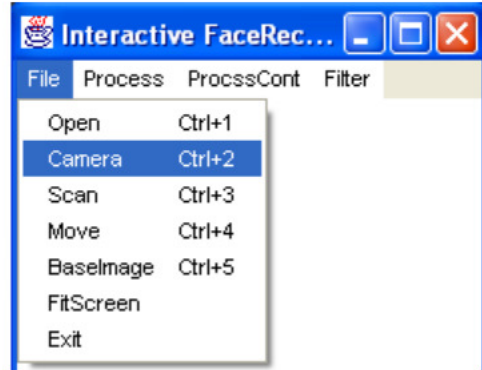 Interactive FaceRec...
File Process ProcssCont Filter
Open Ctrl+1
Camera Ctrl+2
Scan Ctrl+3
Move Ctrl+4
BaseImage Ctrl+5
FitScreen
Exit